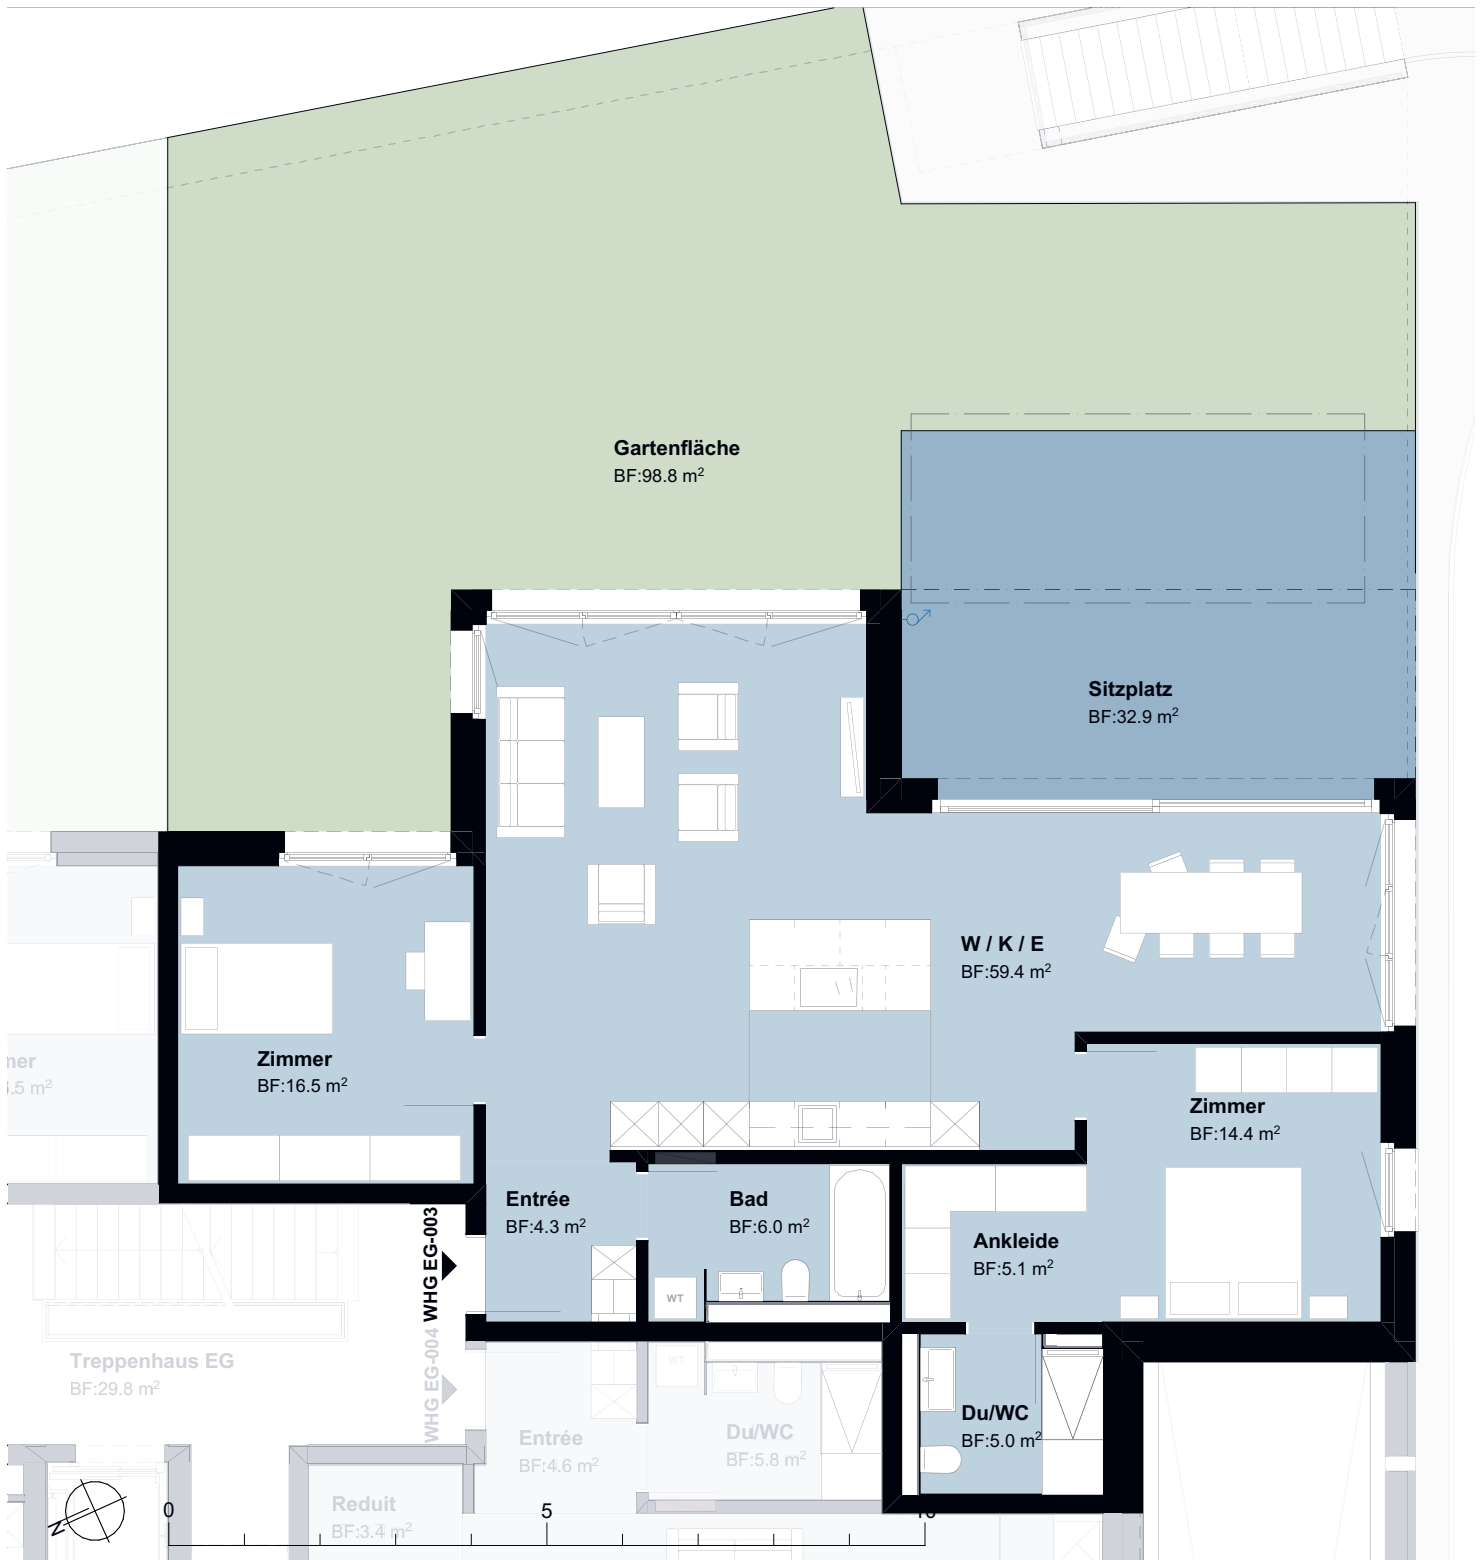 Gartenfläche
BF:98.8 m²
Sitzplatz
BF:32.9 m²
W / K / E
BF:59.4 m²
Zimmer
BF:16.5 m²
Zimmer
BF:14.4 m²
Entrée
BF:4.3 m²
Bad
BF:6.0 m²
WT
Ankleide
BF:5.1 m²
WHG EG-003
WHG EG-004
Treppenhaus EG
BF:29.8 m²
WT
Entrée
BF:4.6 m²
Du/WC
BF:5.8 m²
Du/WC
BF:5.0 m²
Reduit
BF:3.4 m²
N
0
5
10